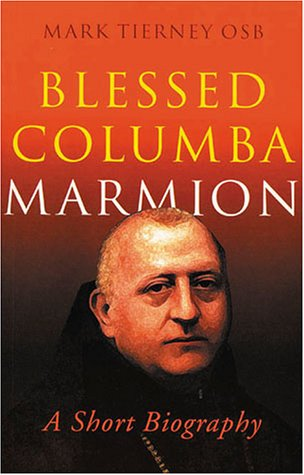 MARK TIERNEY OSB
BLESSED
COLUMBA
MARMION
A Short Biography